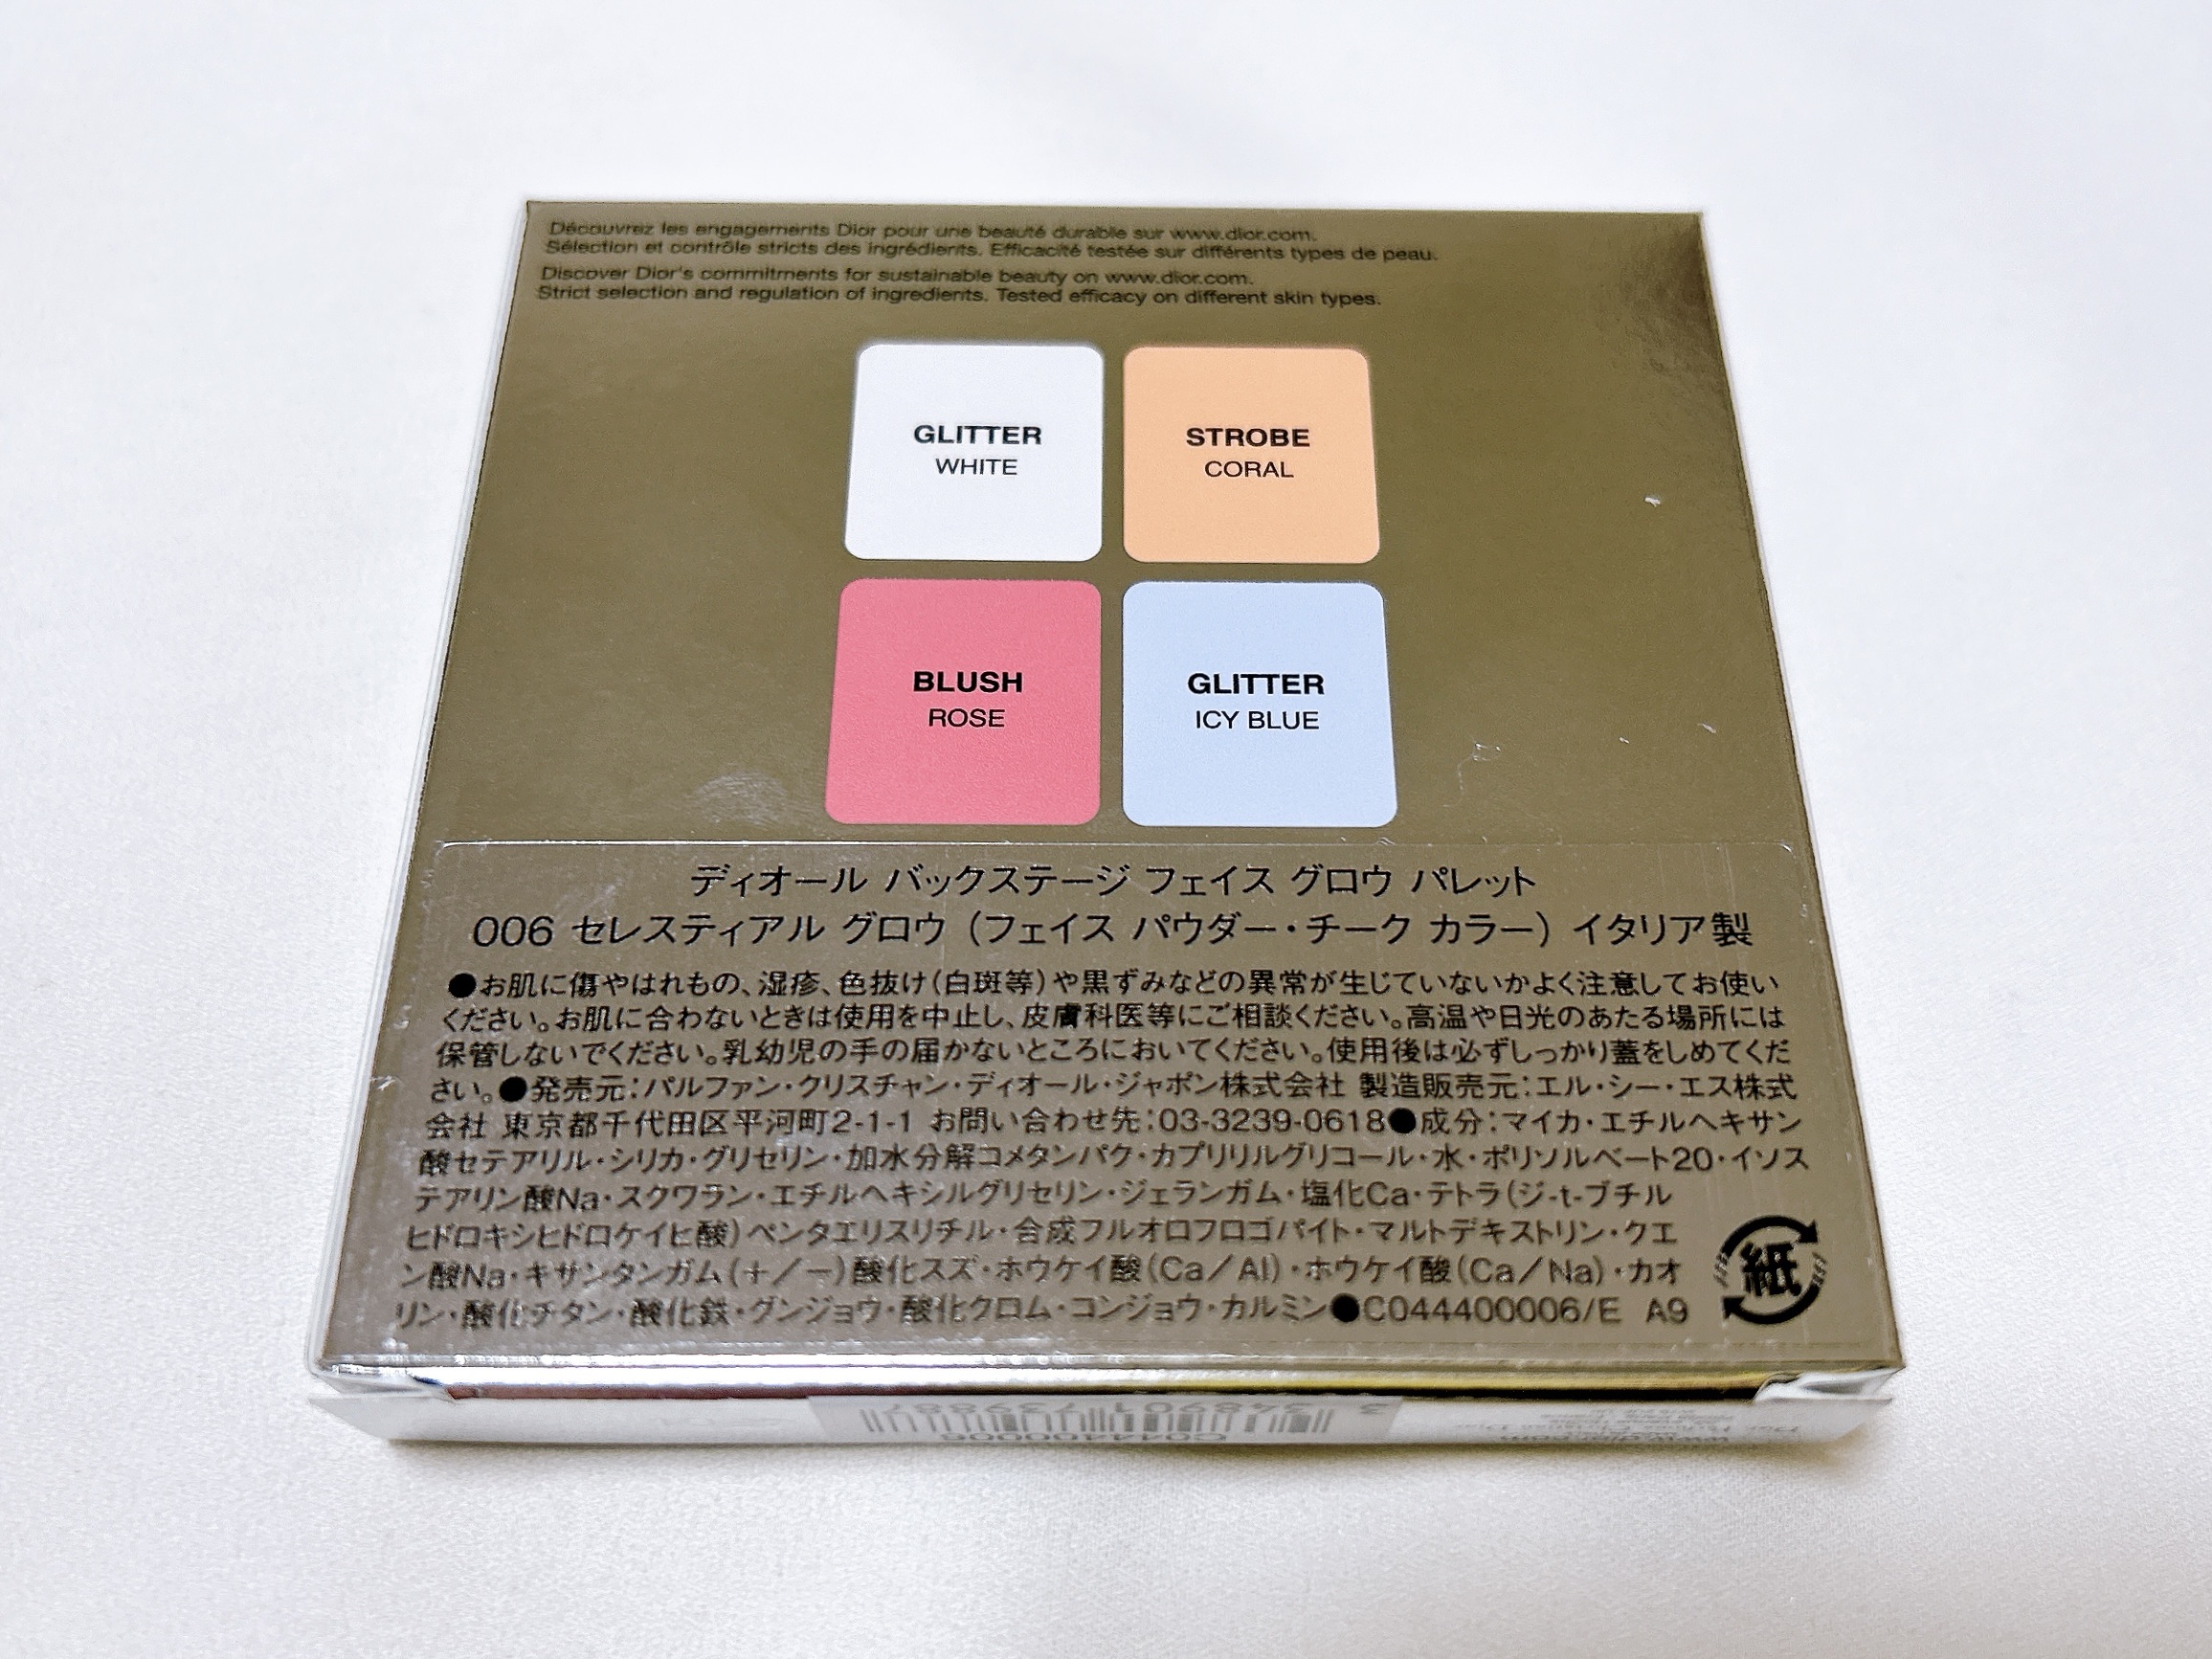 Découvrez les engagements Dior pour une beauté durable sur www.dior.com.
Sélection et contrôle stricts des ingrédients. Efficacité testée sur différents types de peau.
Discover Dior's commitments for sustainable beauty on www.dior.com.
Strict selection and regulation of ingredients. Tested efficacy on different skin types.
GLITTER
WHITE
STROBE
CORAL
BLUSH
ROSE
GLITTER
ICY BLUE
ディオール バックステージ フェイス グロウ パレット
006 セレスティアル グロウ（フェイス パウダー・チーク カラー）イタリア製
●お肌に傷やはれもの、湿疹、色抜け（白斑等）や黒ずみなどの異常が生じていないかよく注意してお使い
ください。お肌に合わないときは使用を中止し、皮膚科医等にご相談ください。高温や日光のあたる場所には
保管しないでください。乳幼児の手の届かないところにおいてください。使用後は必ずしっかり蓋をしめてくだ
さい。●発売元：パルファン・クリスチャン・ディオール・ジャポン株式会社 製造販売元：エル・シー・エス株式
会社 東京都千代田区平河町2-1-1 お問い合わせ先：03-3239-0618●成分：マイカ・エチルヘキサン
酸セテアリル・シリカ・グリセリン・加水分解コメタンパク・カプリリルグリコール・水・ポリソルベート20・イソス
テアリン酸Na・スクワラン・エチルヘキシルグリセリン・ジェランガム・塩化Ca・テトラ（ジ-t-ブチル
ヒドロキシヒドロケイヒ酸）ペンタエリスリチル・合成フルオロフロゴパイト・マルトデキストリン・クエ
ン酸Na・キサンタンガム（＋／－）酸化スズ・ホウケイ酸（Ca／Al）・ホウケイ酸（Ca／Na）・カオ
リン・酸化チタン・酸化鉄・グンジョウ・酸化クロム・コンジョウ・カルミン●C044400006/E A9
紙
3 348901 739887
C044400006
www.dior.com